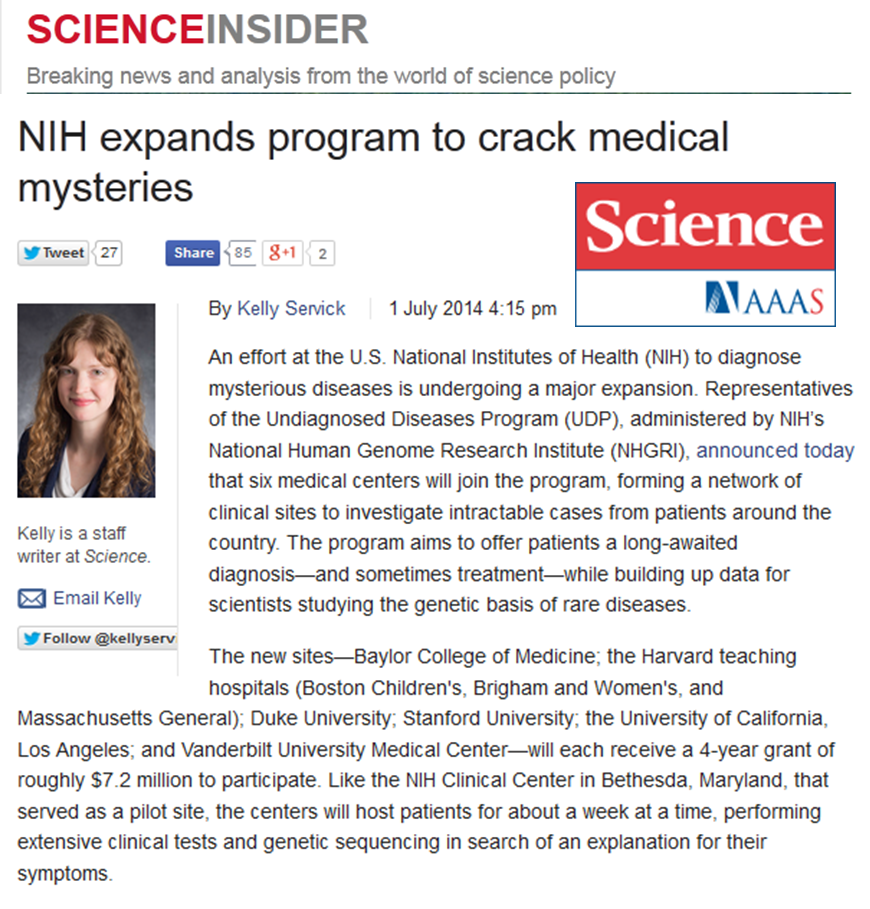 SCIENCEINSIDER
Breaking news and analysis from the world of science policy
NIH expands program to crack medical
mysteries
Tweet 27 Share 85 g+1 2
Science
AAAS
By Kelly Servick 1 July 2014 4:15 pm
An effort at the U.S. National Institutes of Health (NIH) to diagnose
mysterious diseases is undergoing a major expansion. Representatives
of the Undiagnosed Diseases Program (UDP), administered by NIH's
National Human Genome Research Institute (NHGRI), announced today
that six medical centers will join the program, forming a network of
clinical sites to investigate intractable cases from patients around the
country. The program aims to offer patients a long-awaited
diagnosis—and sometimes treatment—while building up data for
scientists studying the genetic basis of rare diseases.
Kelly is a staff
writer at Science.
Email Kelly
Follow @kellyserv
The new sites—Baylor College of Medicine; the Harvard teaching
hospitals (Boston Children's, Brigham and Women's, and
Massachusetts General); Duke University; Stanford University; the University of California,
Los Angeles; and Vanderbilt University Medical Center—will each receive a 4-year grant of
roughly $7.2 million to participate. Like the NIH Clinical Center in Bethesda, Maryland, that
served as a pilot site, the centers will host patients for about a week at a time, performing
extensive clinical tests and genetic sequencing in search of an explanation for their
symptoms.